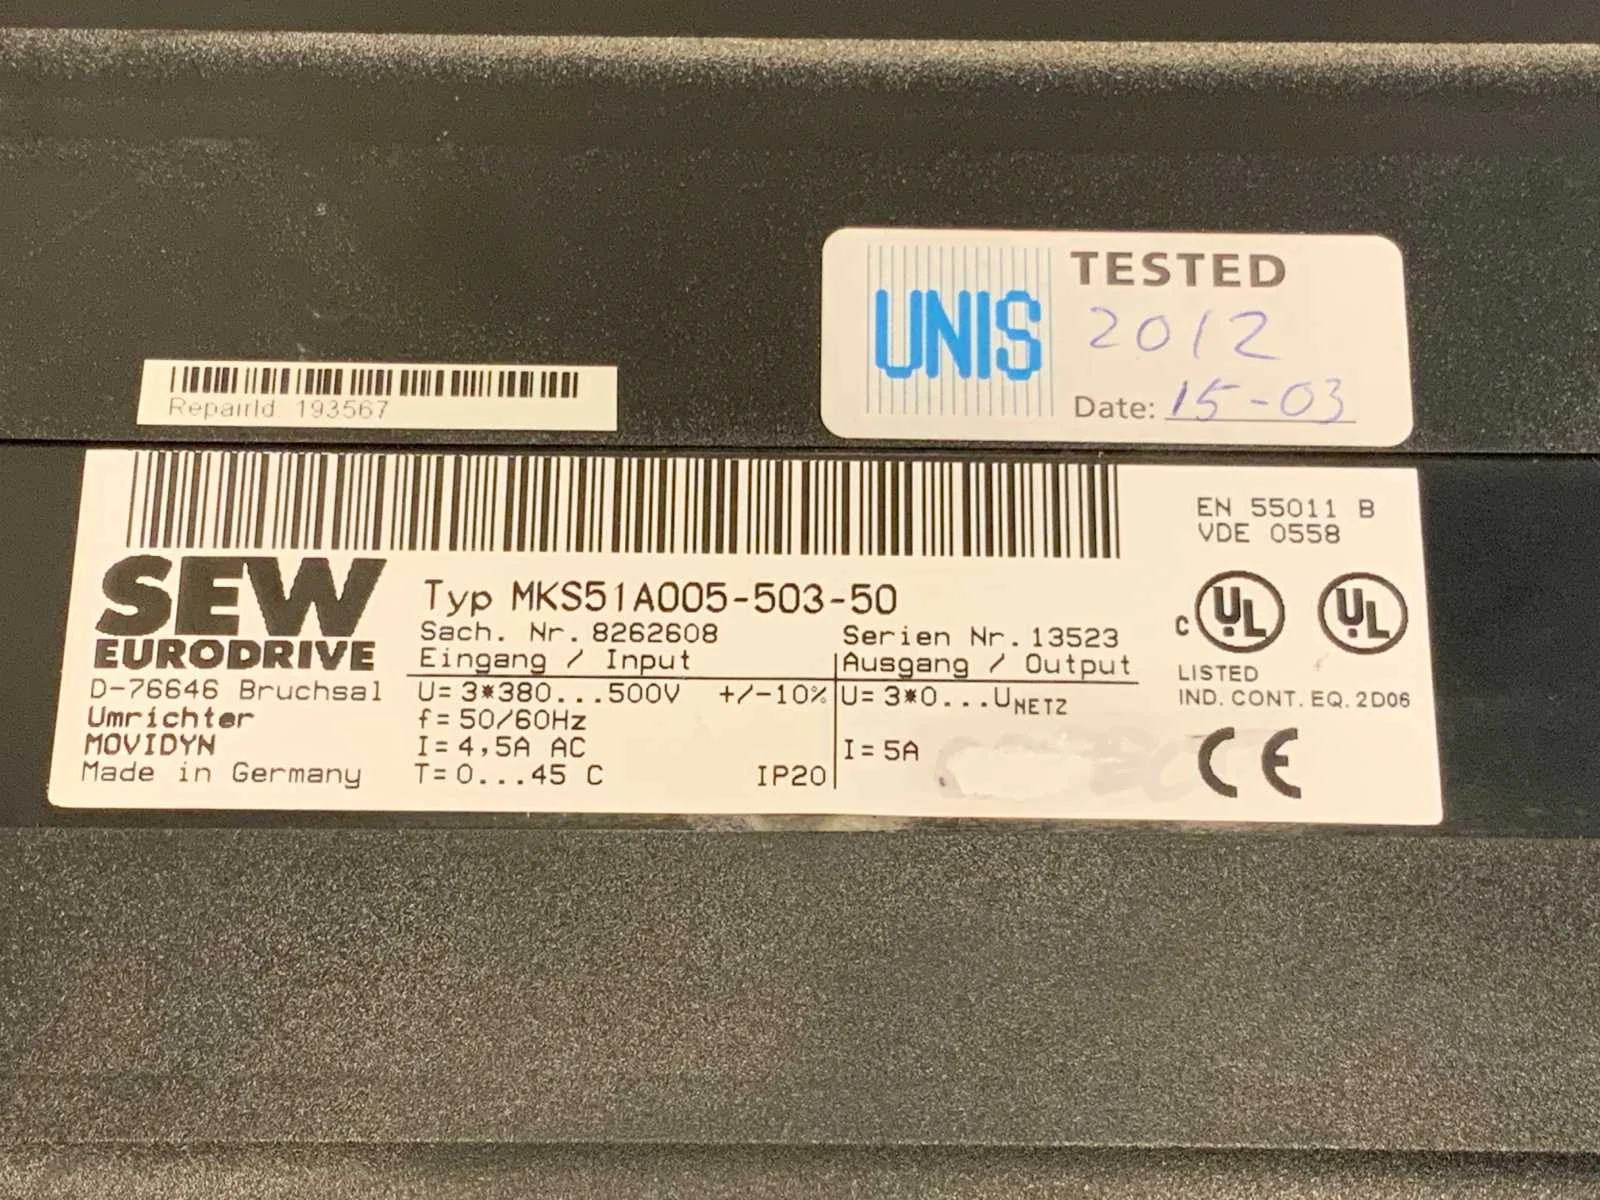 UNIS
TESTED
2012
Date: 15-03
RepairId 193567
SEW
EURODRIVE
D-76646 Bruchsal
Umrichter
MOVIDYN
Made in Germany
Typ MKS51A005-503-50
Sach. Nr. 8262608 Serien Nr. 13523
Eingang / Input Ausgang / Output
U= 3*380...500V +/-10% U= 3*0...UNETZ
f= 50/60Hz
I= 4,5A AC I= 5A
T= 0...45 C IP20
EN 55011 B
VDE 0558
c UL UL
LISTED
IND. CONT. EQ. 2D06
CE